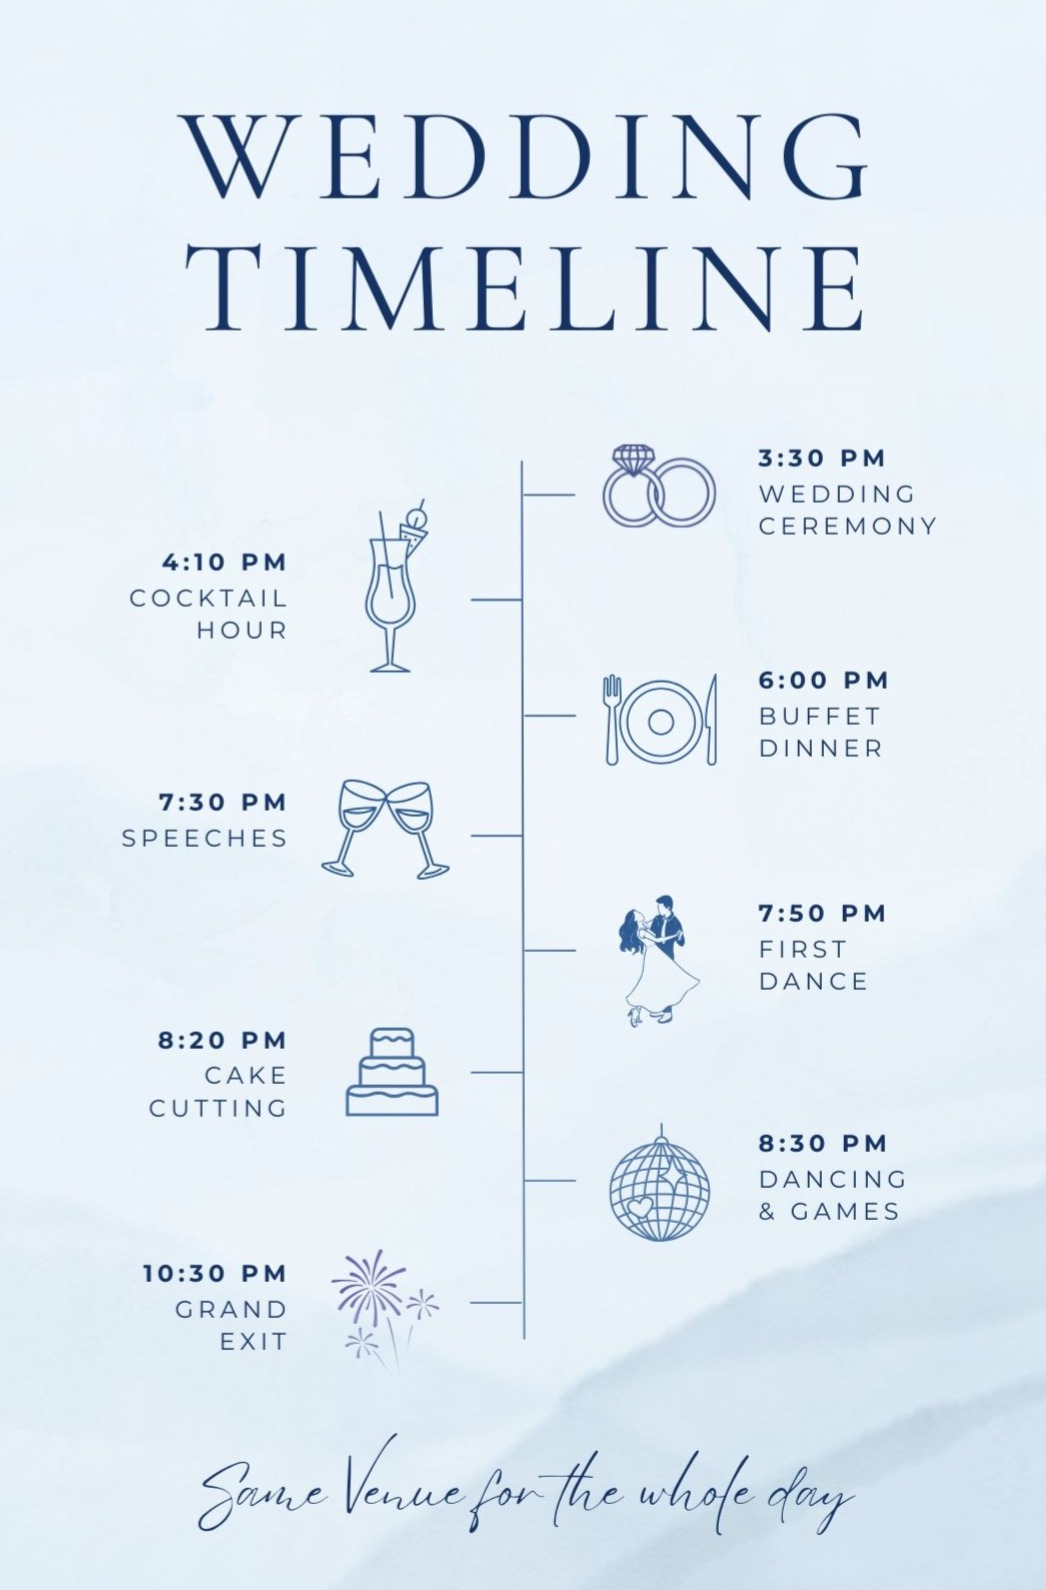 WEDDING
TIMELINE
3:30 PM
WEDDING
CEREMONY
4:10 PM
COCKTAIL
HOUR
6:00 PM
BUFFET
DINNER
7:30 PM
SPEECHES
7:50 PM
FIRST
DANCE
8:20 PM
CAKE
CUTTING
8:30 PM
DANCING
& GAMES
10:30 PM
GRAND
EXIT
Same Venue for the whole day